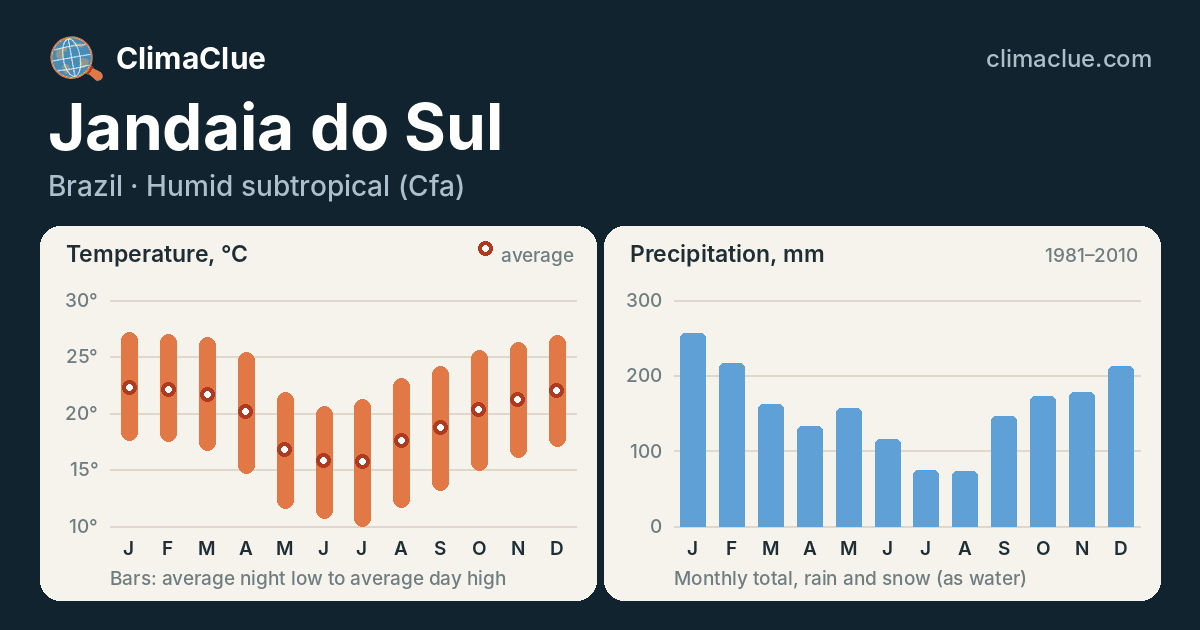 ClimaClue
climaclue.com
Jandaia do Sul
Brazil · Humid subtropical (Cfa)
Temperature, °C
average
30°
25°
20°
15°
10°
J F M A M J J A S O N D
Bars: average night low to average day high
Precipitation, mm
1981–2010
300
200
100
0
J F M A M J J A S O N D
Monthly total, rain and snow (as water)